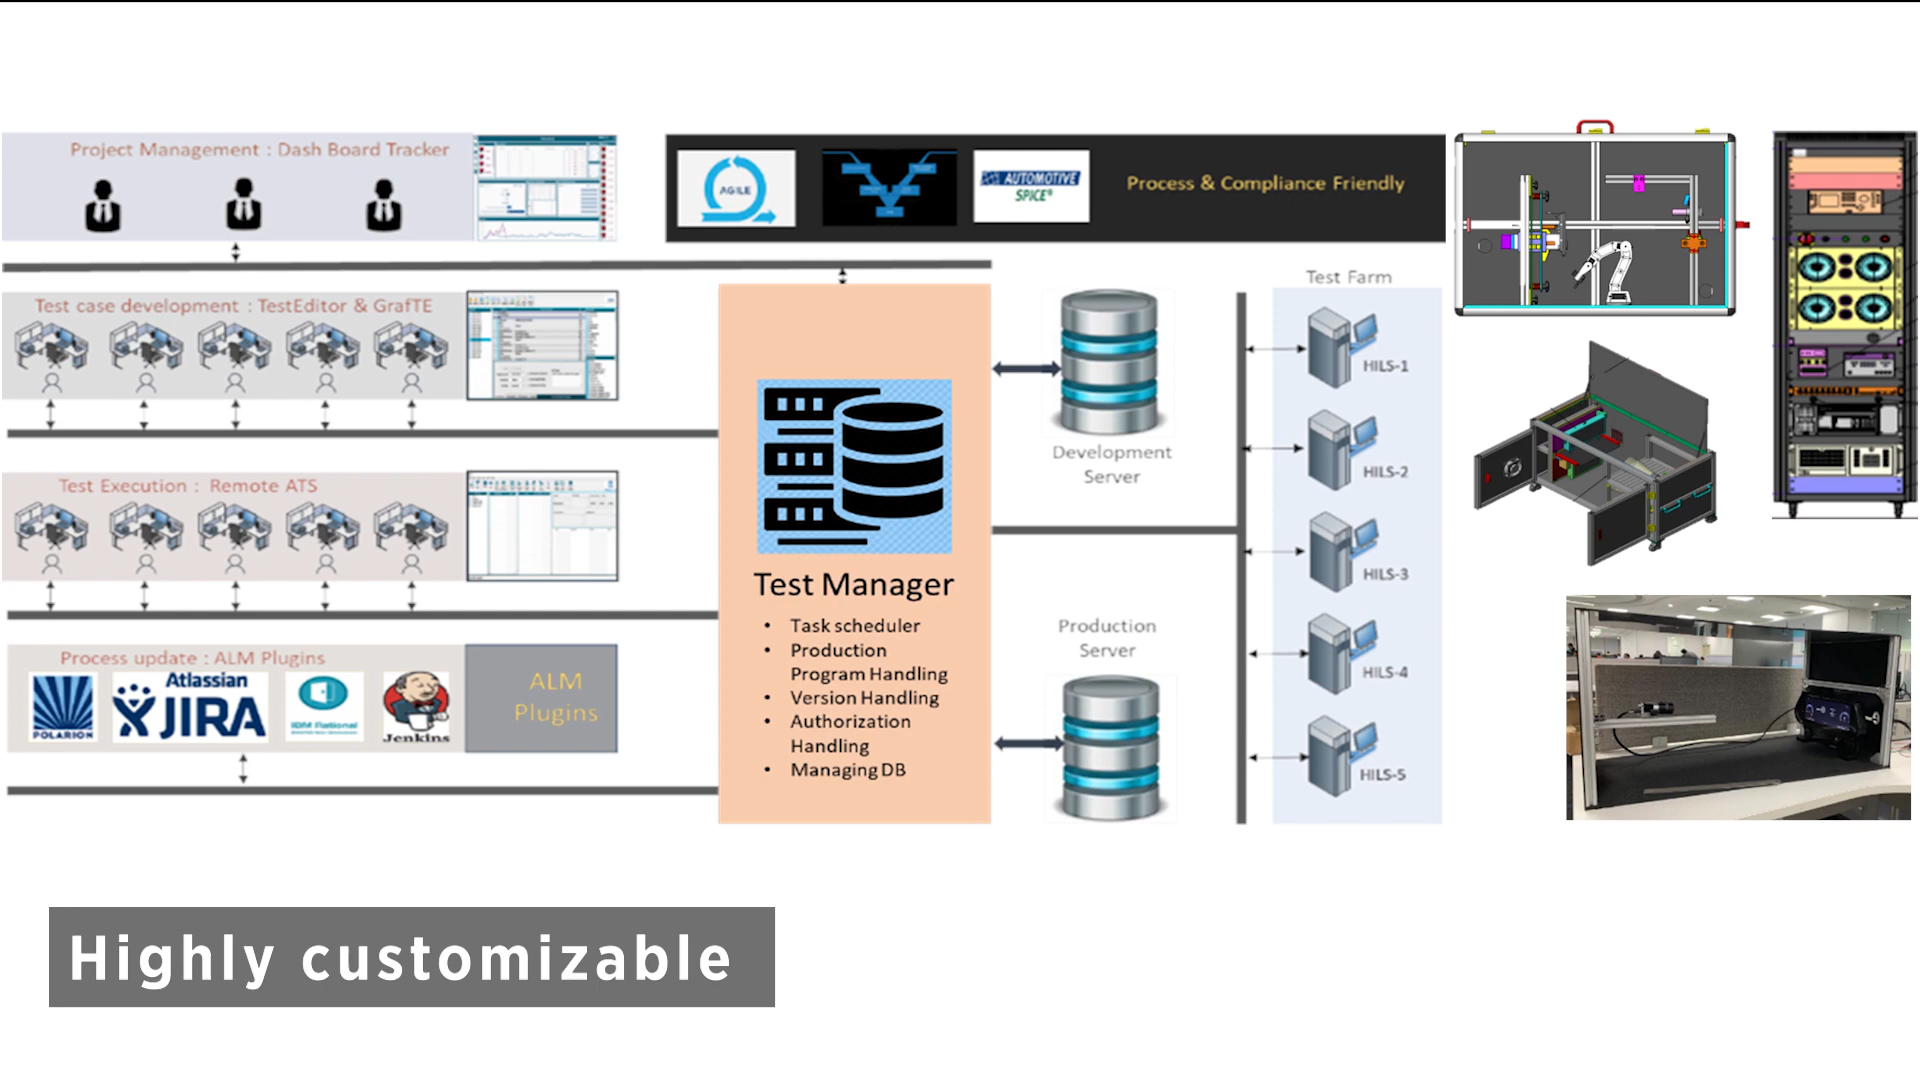 Project Management : Dash Board Tracker
AGILE
AUTOMOTIVE
SPICE®
Process & Compliance Friendly
Test case development : TestEditor & GrafTE
Test Execution : Remote ATS
Process update : ALM Plugins
POLARION
Atlassian
JIRA
IBM Rational
Jenkins
ALM
Plugins
Test Manager
• Task scheduler
• Production
Program Handling
• Version Handling
• Authorization
Handling
• Managing DB
Development
Server
Production
Server
Test Farm
HILS-1
HILS-2
HILS-3
HILS-4
HILS-5
Highly customizable